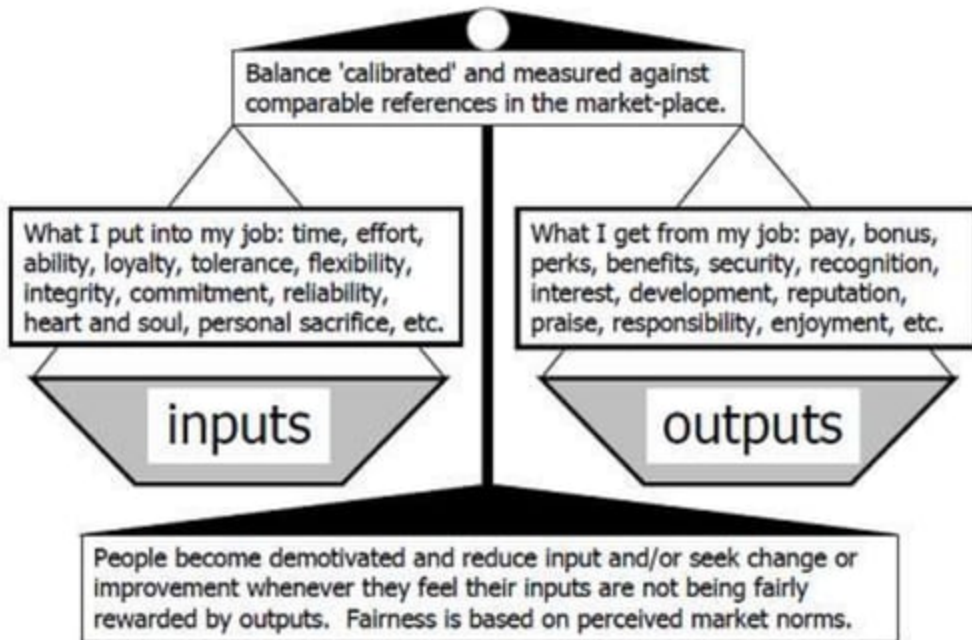 Balance 'calibrated' and measured against
comparable references in the market-place.
What I put into my job: time, effort,
ability, loyalty, tolerance, flexibility,
integrity, commitment, reliability,
heart and soul, personal sacrifice, etc.
What I get from my job: pay, bonus,
perks, benefits, security, recognition,
interest, development, reputation,
praise, responsibility, enjoyment, etc.
inputs
outputs
People become demotivated and reduce input and/or seek change or
improvement whenever they feel their inputs are not being fairly
rewarded by outputs.  Fairness is based on perceived market norms.